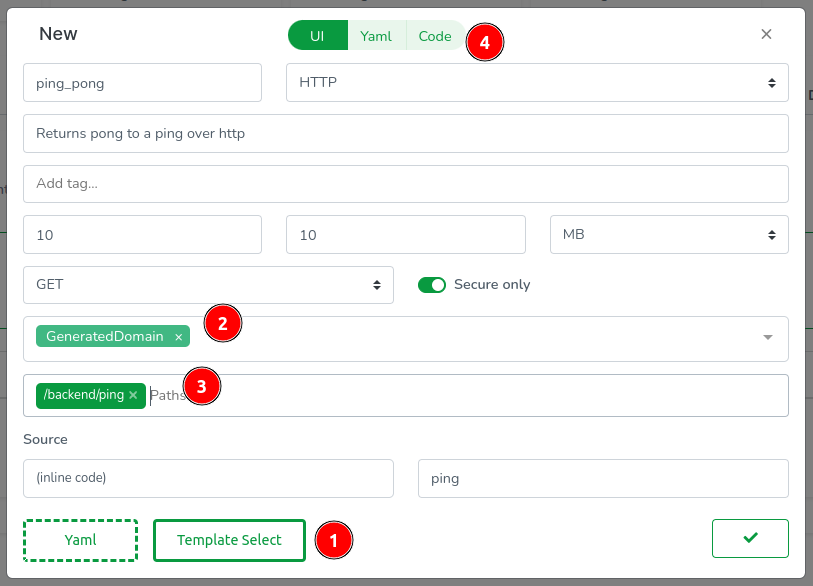 New
UI Yaml Code 4
ping_pong HTTP
Returns pong to a ping over http
Add tag...
10 10 MB
GET Secure only
GeneratedDomain × 2
/backend/ping × Paths 3
Source
(inline code) ping
Yaml Template Select 1